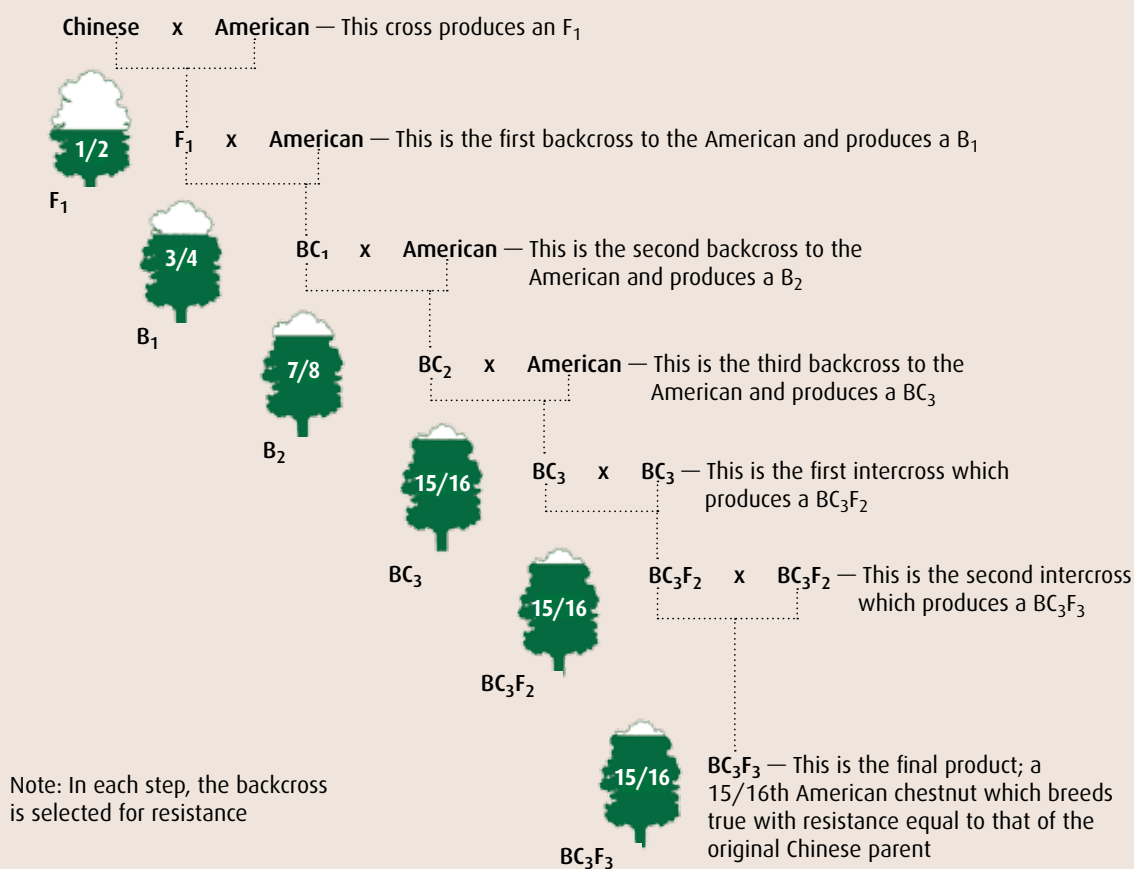 Chinese x American — This cross produces an F₁
1/2
F₁
F₁ x American — This is the first backcross to the American and produces a B₁
3/4
B₁
BC₁ x American — This is the second backcross to the
American and produces a B₂
7/8
B₂
BC₂ x American — This is the third backcross to the
American and produces a BC₃
15/16
BC₃
BC₃ x BC₃ — This is the first intercross which
produces a BC₃F₂
15/16
BC₃F₂
BC₃F₂ x BC₃F₂ — This is the second intercross
which produces a BC₃F₃
15/16
BC₃F₃
BC₃F₃ — This is the final product; a
15/16th American chestnut which breeds
true with resistance equal to that of the
original Chinese parent
Note: In each step, the backcross
is selected for resistance